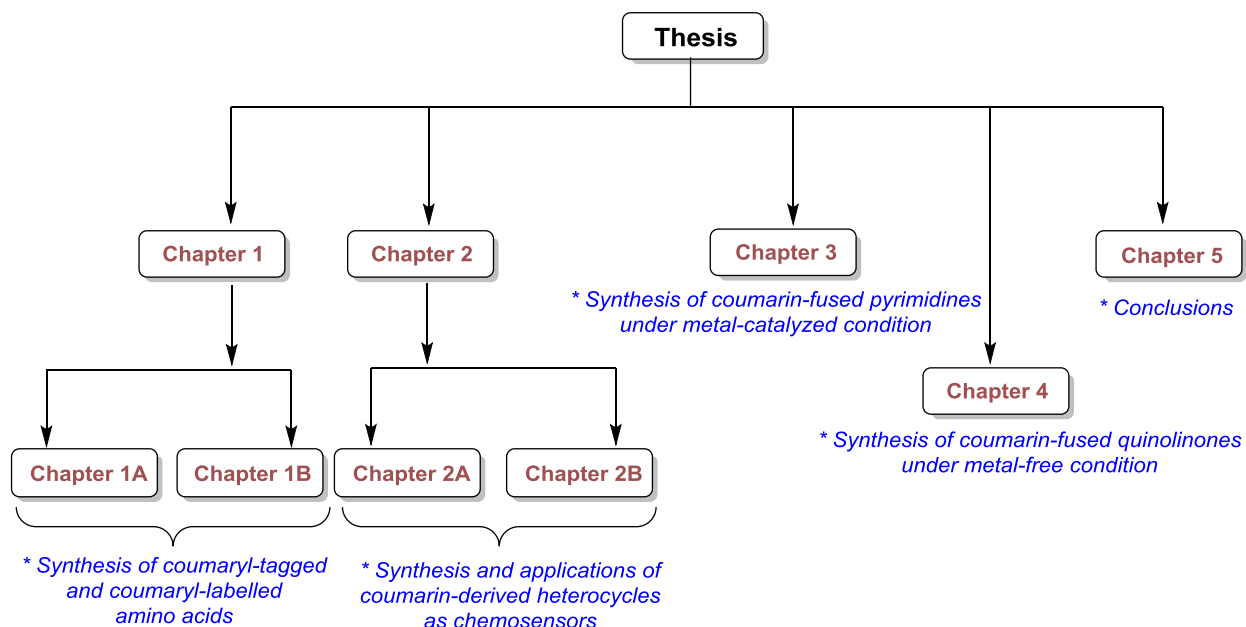 Thesis
Chapter 1
Chapter 2
Chapter 3
* Synthesis of coumarin-fused pyrimidines
under metal-catalyzed condition
Chapter 5
* Conclusions
Chapter 4
* Synthesis of coumarin-fused quinolinones
under metal-free condition
Chapter 1A
Chapter 1B
Chapter 2A
Chapter 2B
* Synthesis of coumaryl-tagged
and coumaryl-labelled
amino acids
* Synthesis and applications of
coumarin-derived heterocycles
as chemosensors